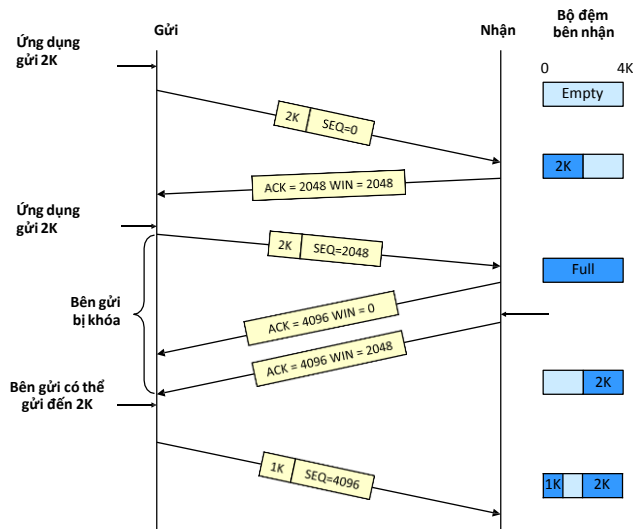 Gửi
Nhận
Bộ đệm
bên nhận
0
4K
Ứng dụng
gửi 2K
Empty
2K
SEQ=0
2K
ACK = 2048 WIN = 2048
Ứng dụng
gửi 2K
2K
SEQ=2048
Full
Bên gửi
bị khóa
ACK = 4096 WIN = 0
ACK = 4096 WIN = 2048
Bên gửi có thể
gửi đến 2K
2K
1K
SEQ=4096
1K
2K